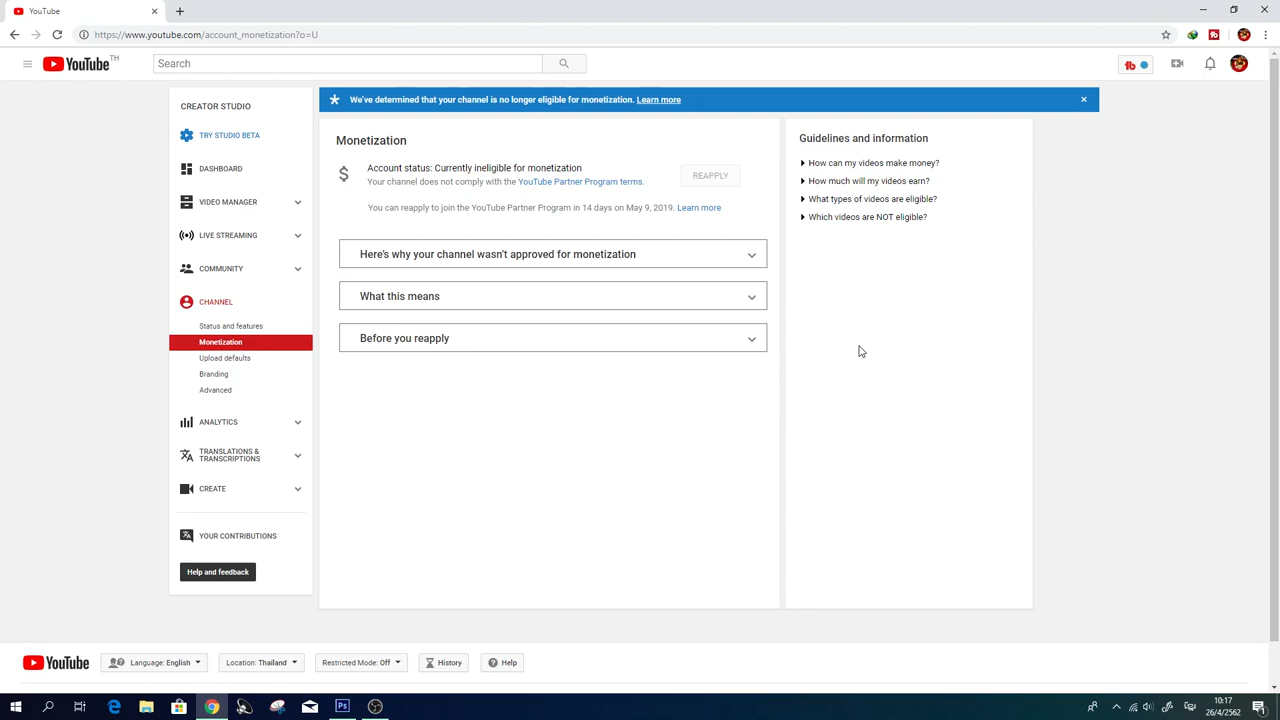 YouTube
https://www.youtube.com/account_monetization?o=U
YouTube TH
Search
CREATOR STUDIO
TRY STUDIO BETA
DASHBOARD
VIDEO MANAGER
LIVE STREAMING
COMMUNITY
CHANNEL
Status and features
Monetization
Upload defaults
Branding
Advanced
ANALYTICS
TRANSLATIONS &
TRANSCRIPTIONS
CREATE
YOUR CONTRIBUTIONS
Help and feedback
We've determined that your channel is no longer eligible for monetization. Learn more
Monetization
Account status: Currently ineligible for monetization
Your channel does not comply with the YouTube Partner Program terms.
REAPPLY
You can reapply to join the YouTube Partner Program in 14 days on May 9, 2019. Learn more
Here's why your channel wasn't approved for monetization
What this means
Before you reapply
Guidelines and information
How can my videos make money?
How much will my videos earn?
What types of videos are eligible?
Which videos are NOT eligible?
YouTube
Language: English
Location: Thailand
Restricted Mode: Off
History
Help
Ps
10:17
26/4/2562